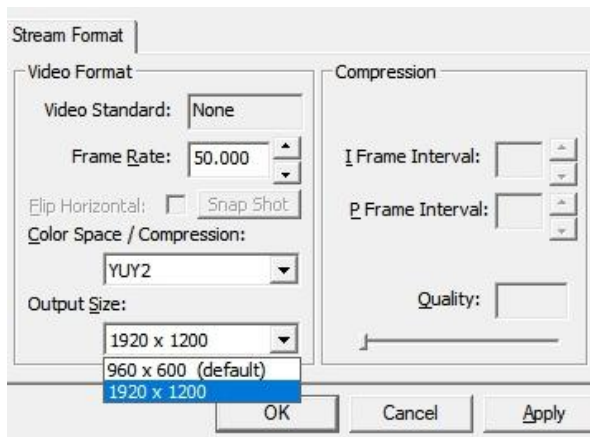 Stream Format
Video Format
Video Standard: None
Frame Rate: 50.000
Flip Horizontal: Snap Shot
Color Space / Compression:
YUY2
Output Size:
1920 x 1200
960 x 600 (default)
1920 x 1200
Compression
I Frame Interval:
P Frame Interval:
Quality:
OK Cancel Apply